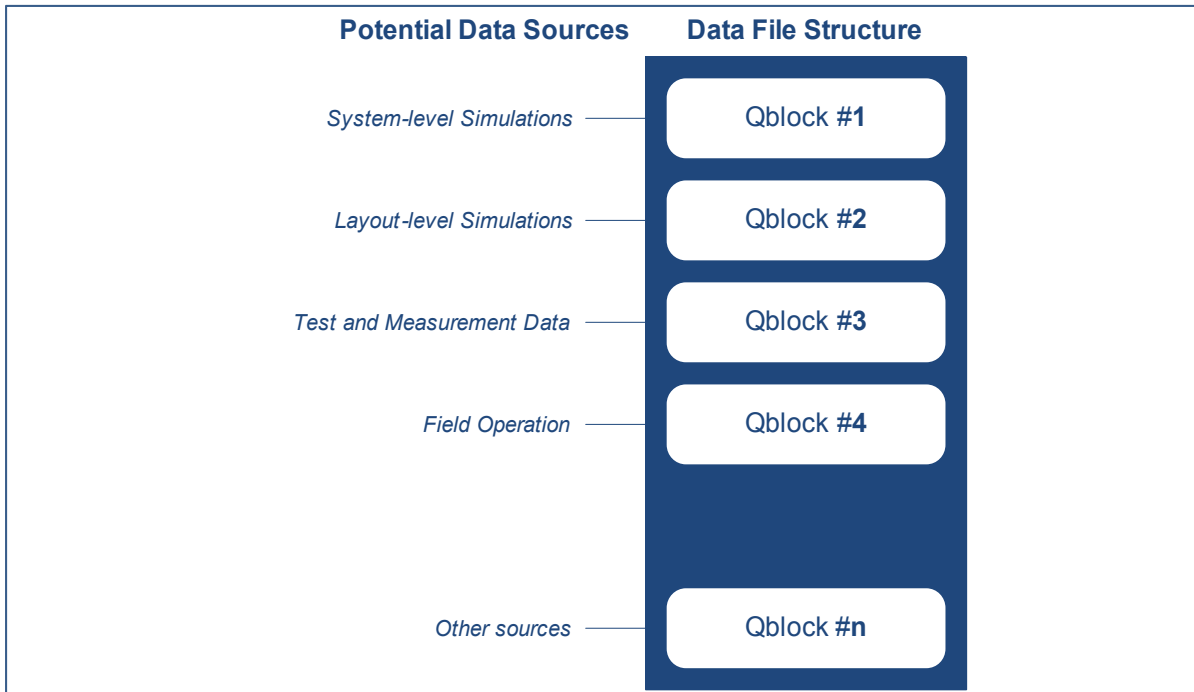 Potential Data Sources Data File Structure
System-level Simulations Qblock #1
Layout-level Simulations Qblock #2
Test and Measurement Data Qblock #3
Field Operation Qblock #4
Other sources Qblock #n